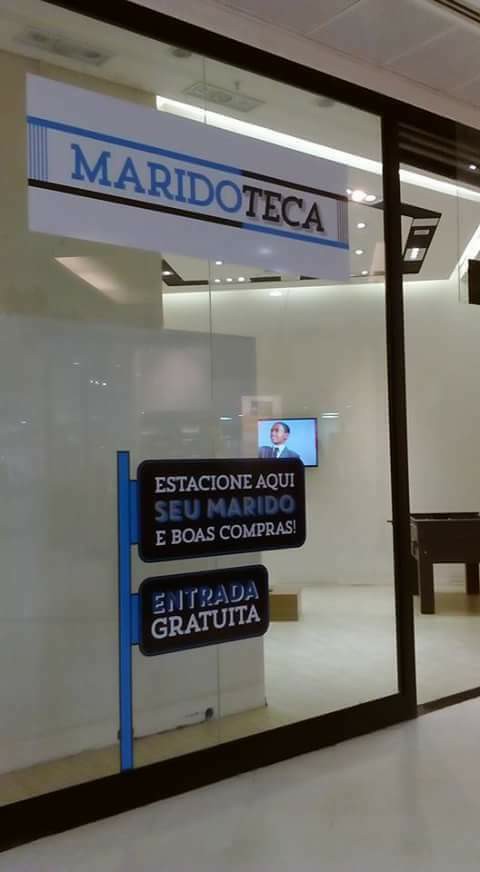 MARIDOTECA
ESTACIONE AQUI
SEU MARIDO
E BOAS COMPRAS!
ENTRADA
GRATUITA